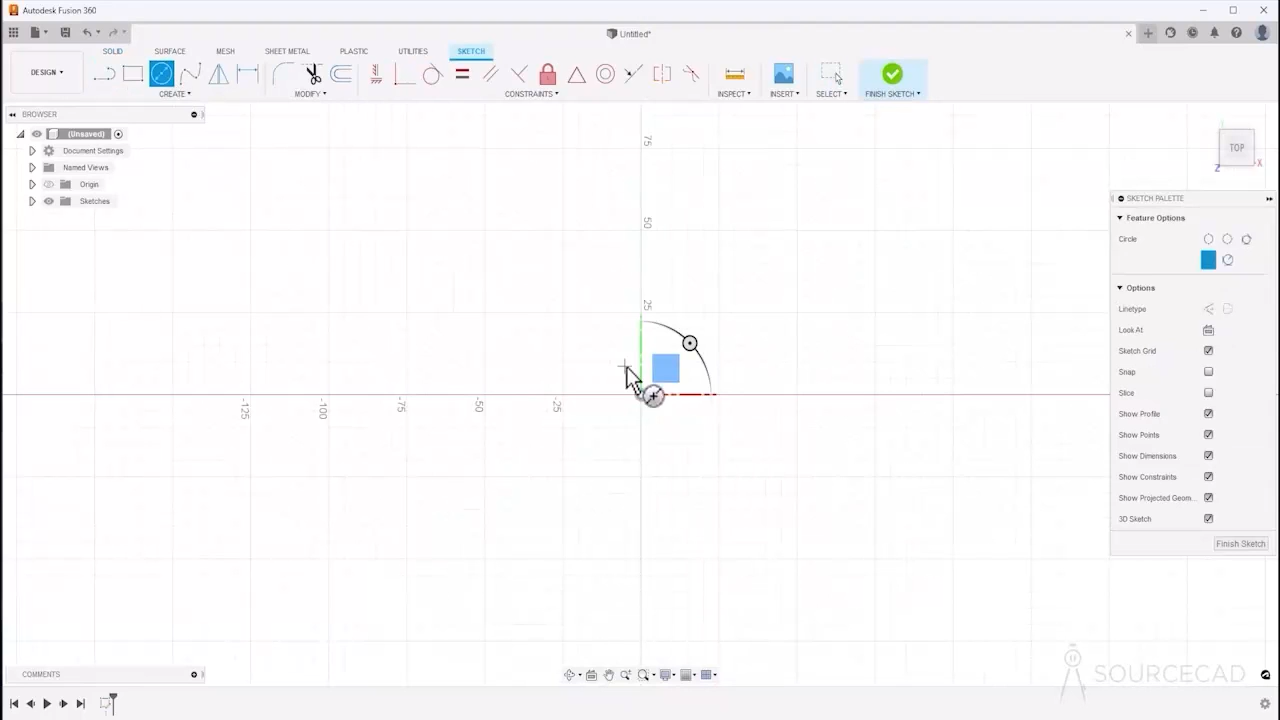 Autodesk Fusion 360
Untitled*
SOLID SURFACE MESH SHEET METAL PLASTIC UTILITIES SKETCH
DESIGN
CREATE MODIFY CONSTRAINTS INSPECT INSERT SELECT FINISH SKETCH
BROWSER
(Unsaved)
Document Settings
Named Views
Origin
Sketches
75
50
25
-125 -100 -75 -50 -25
TOP
X
Z
SKETCH PALETTE
Feature Options
Circle
Options
Linetype
Look At
Sketch Grid
Snap
Slice
Show Profile
Show Points
Show Dimensions
Show Constraints
Show Projected Geom...
3D Sketch
Finish Sketch
COMMENTS
SOURCECAD